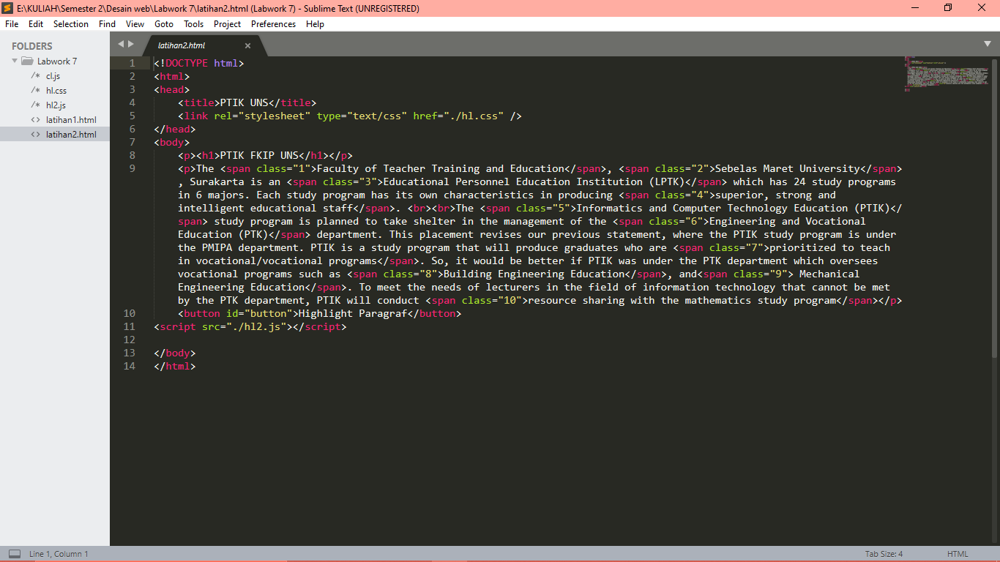 E:\KULIAH\Semester 2\Desain web\Labwork 7\latihan2.html (Labwork 7) - Sublime Text (UNREGISTERED)
File Edit Selection Find View Goto Tools Project Preferences Help
FOLDERS
Labwork 7
/* cl.js
/* hl.css
/* hl2.js
<> latihan1.html
<> latihan2.html
latihan2.html ×
1 <!DOCTYPE html>
2 <html>
3 <head>
4 <title>PTIK UNS</title>
5 <link rel="stylesheet" type="text/css" href="./hl.css" />
6 </head>
7 <body>
8 <p><h1>PTIK FKIP UNS</h1></p>
9 <p>The <span class="1">Faculty of Teacher Training and Education</span>, <span class="2">Sebelas Maret University</span>
, Surakarta is an <span class="3">Educational Personnel Education Institution (LPTK)</span> which has 24 study programs
in 6 majors. Each study program has its own characteristics in producing <span class="4">superior, strong and
intelligent educational staff</span>. <br><br>The <span class="5">Informatics and Computer Technology Education (PTIK)</
span> study program is planned to take shelter in the management of the <span class="6">Engineering and Vocational
Education (PTK)</span> department. This placement revises our previous statement, where the PTIK study program is under
the PMIPA department. PTIK is a study program that will produce graduates who are <span class="7">prioritized to teach
in vocational/vocational programs</span>. So, it would be better if PTIK was under the PTK department which oversees
vocational programs such as <span class="8">Building Engineering Education</span>, and<span class="9"> Mechanical
Engineering Education</span>. To meet the needs of lecturers in the field of information technology that cannot be met
by the PTK department, PTIK will conduct <span class="10">resource sharing with the mathematics study program</span></p>
10 <button id="button">Highlight Paragraf</button>
11 <script src="./hl2.js"></script>
12
13 </body>
14 </html>
Line 1, Column 1
Tab Size: 4
HTML